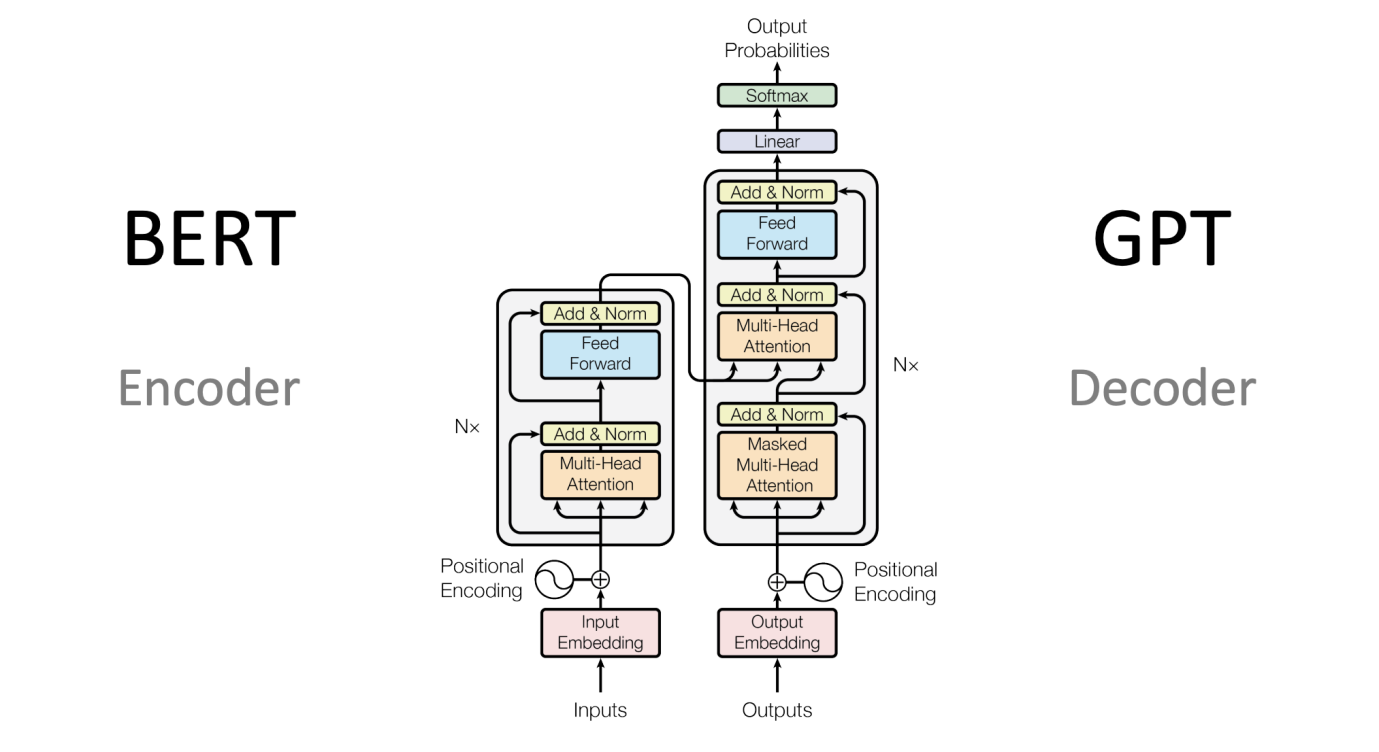 BERT
Encoder
Output
Probabilities
Softmax
Linear
Add & Norm
Feed
Forward
Add & Norm
Multi-Head
Attention
Add & Norm
Masked
Multi-Head
Attention
Nx
Positional
Encoding
Output
Embedding
Outputs
Add & Norm
Feed
Forward
Add & Norm
Multi-Head
Attention
Nx
Positional
Encoding
Input
Embedding
Inputs
GPT
Decoder